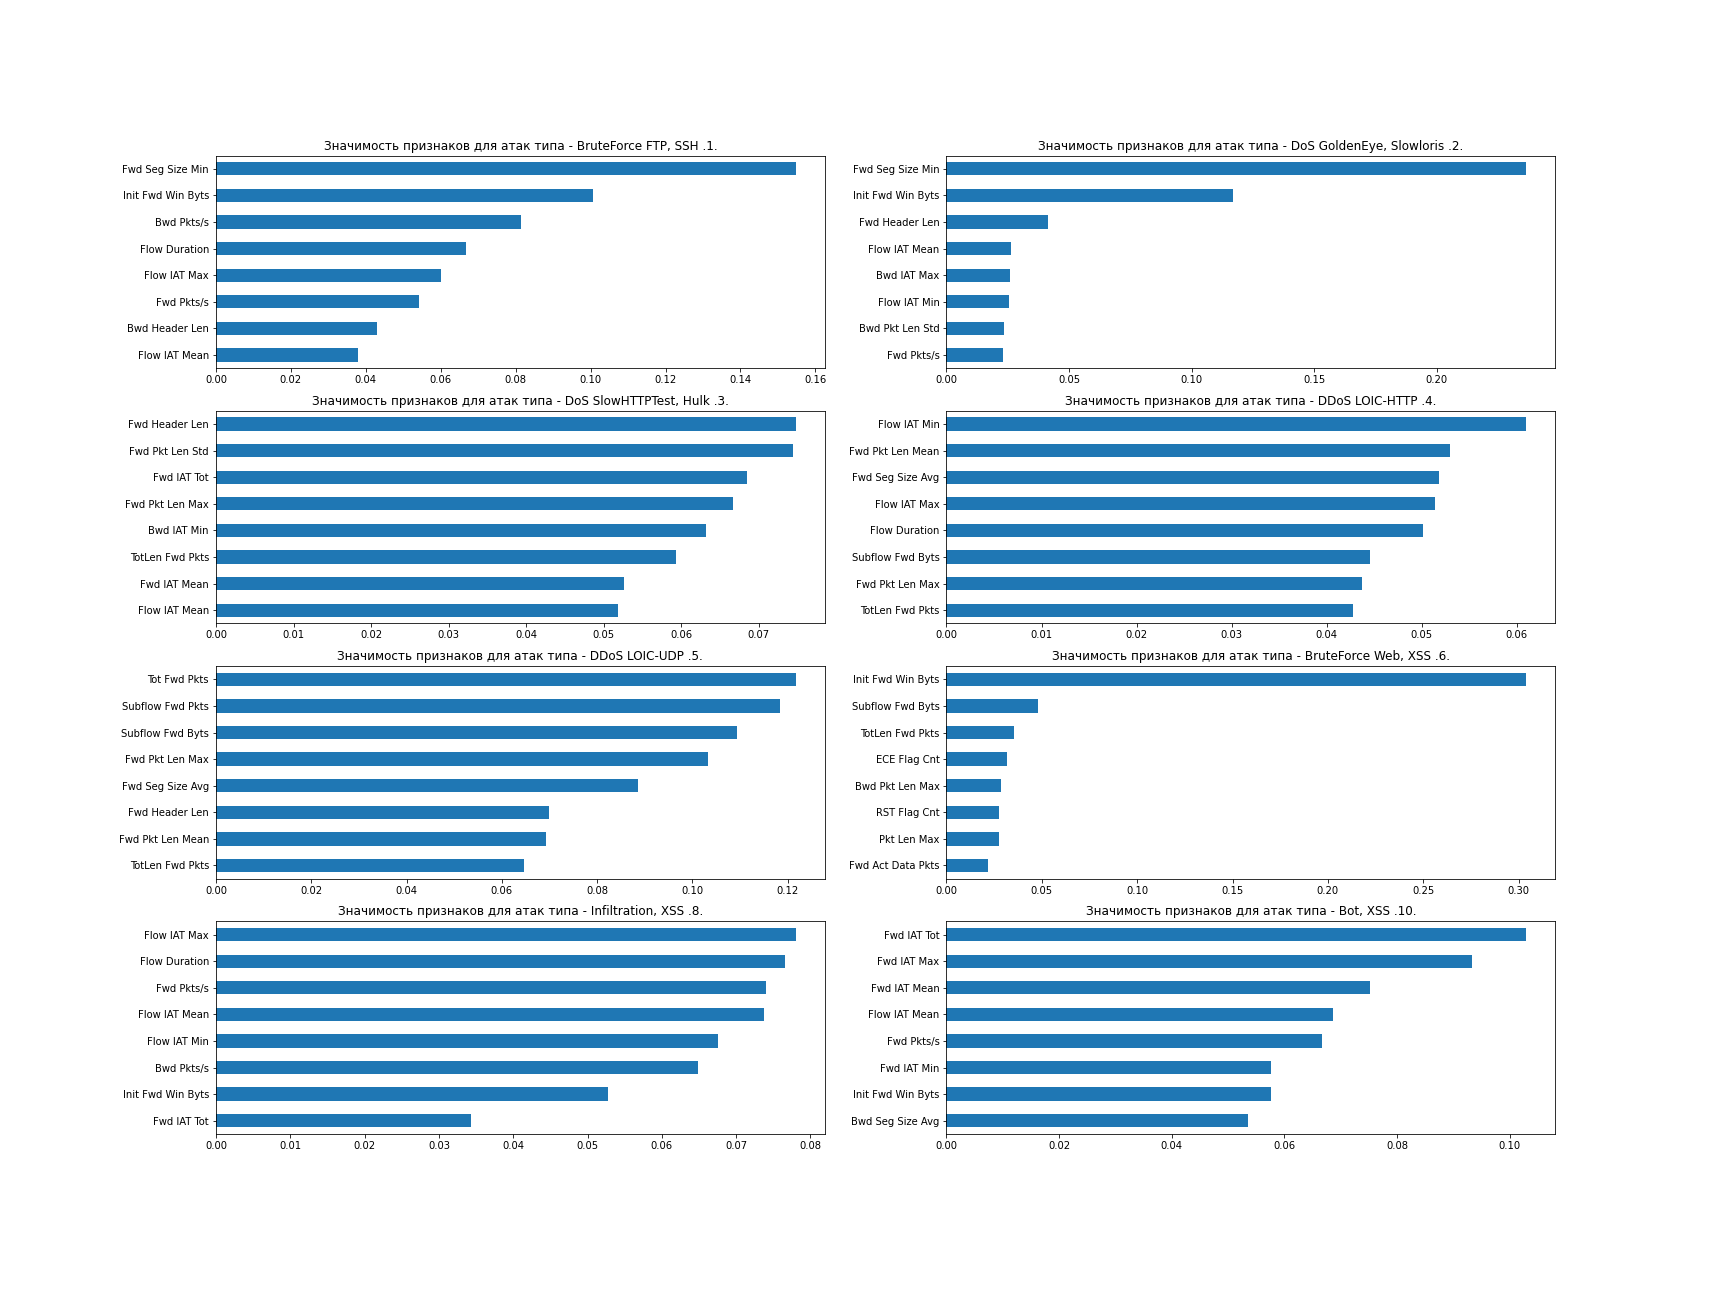 Значимость признаков для атак типа - BruteForce FTP, SSH .1.
Fwd Seg Size Min
Init Fwd Win Byts
Bwd Pkts/s
Flow Duration
Flow IAT Max
Fwd Pkts/s
Bwd Header Len
Flow IAT Mean
0.00 0.02 0.04 0.06 0.08 0.10 0.12 0.14 0.16
Значимость признаков для атак типа - DoS GoldenEye, Slowloris .2.
Fwd Seg Size Min
Init Fwd Win Byts
Fwd Header Len
Flow IAT Mean
Bwd IAT Max
Flow IAT Min
Bwd Pkt Len Std
Fwd Pkts/s
0.00 0.05 0.10 0.15 0.20
Значимость признаков для атак типа - DoS SlowHTTPTest, Hulk .3.
Fwd Header Len
Fwd Pkt Len Std
Fwd IAT Tot
Fwd Pkt Len Max
Bwd IAT Min
TotLen Fwd Pkts
Fwd IAT Mean
Flow IAT Mean
0.00 0.01 0.02 0.03 0.04 0.05 0.06 0.07
Значимость признаков для атак типа - DDoS LOIC-HTTP .4.
Flow IAT Min
Fwd Pkt Len Mean
Fwd Seg Size Avg
Flow IAT Max
Flow Duration
Subflow Fwd Byts
Fwd Pkt Len Max
TotLen Fwd Pkts
0.00 0.01 0.02 0.03 0.04 0.05 0.06
Значимость признаков для атак типа - DDoS LOIC-UDP .5.
Tot Fwd Pkts
Subflow Fwd Pkts
Subflow Fwd Byts
Fwd Pkt Len Max
Fwd Seg Size Avg
Fwd Header Len
Fwd Pkt Len Mean
TotLen Fwd Pkts
0.00 0.02 0.04 0.06 0.08 0.10 0.12
Значимость признаков для атак типа - BruteForce Web, XSS .6.
Init Fwd Win Byts
Subflow Fwd Byts
TotLen Fwd Pkts
ECE Flag Cnt
Bwd Pkt Len Max
RST Flag Cnt
Pkt Len Max
Fwd Act Data Pkts
0.00 0.05 0.10 0.15 0.20 0.25 0.30
Значимость признаков для атак типа - Infiltration, XSS .8.
Flow IAT Max
Flow Duration
Fwd Pkts/s
Flow IAT Mean
Flow IAT Min
Bwd Pkts/s
Init Fwd Win Byts
Fwd IAT Tot
0.00 0.01 0.02 0.03 0.04 0.05 0.06 0.07 0.08
Значимость признаков для атак типа - Bot, XSS .10.
Fwd IAT Tot
Fwd IAT Max
Fwd IAT Mean
Flow IAT Mean
Fwd Pkts/s
Fwd IAT Min
Init Fwd Win Byts
Bwd Seg Size Avg
0.00 0.02 0.04 0.06 0.08 0.10